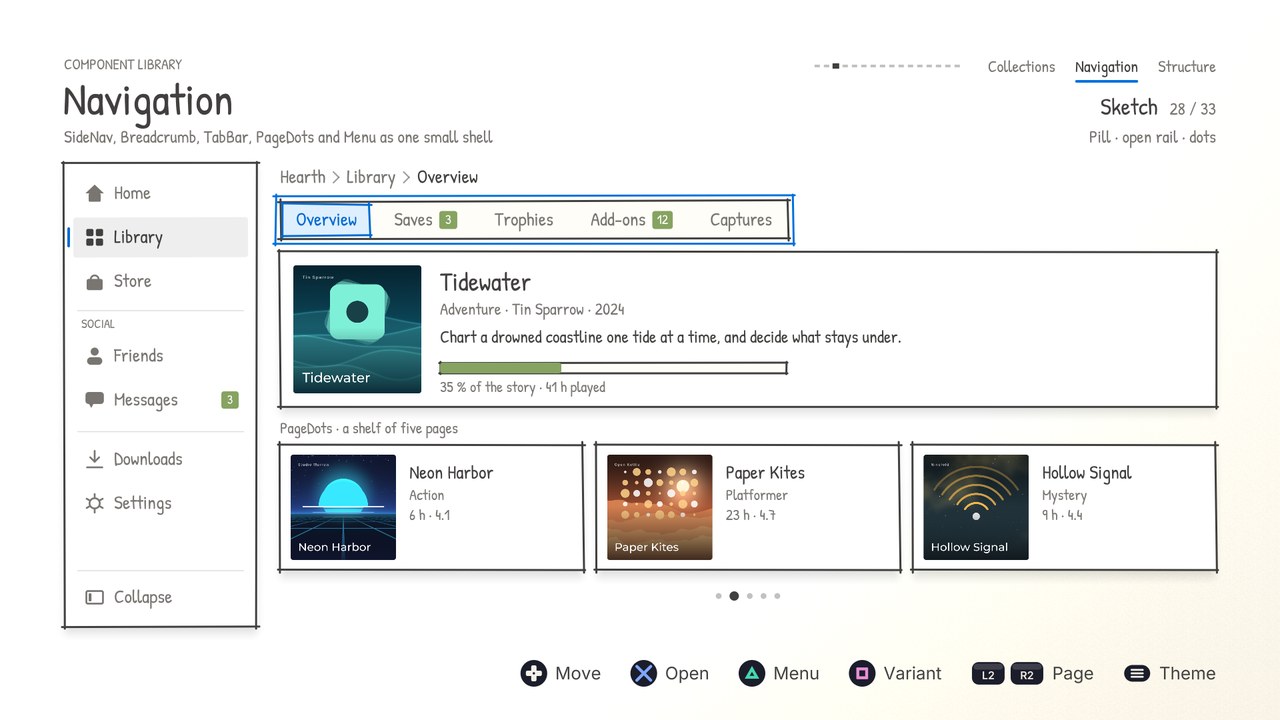 COMPONENT LIBRARY
Navigation
SideNav, Breadcrumb, TabBar, PageDots and Menu as one small shell
Collections Navigation Structure
Sketch 28 / 33
Pill · open rail · dots
Home
Library
Store
SOCIAL
Friends
Messages 3
Downloads
Settings
Collapse
Hearth > Library > Overview
Overview Saves 3 Trophies Add-ons 12 Captures
Tin Sparrow
Tidewater
Tidewater
Adventure · Tin Sparrow · 2024
Chart a drowned coastline one tide at a time, and decide what stays under.
35 % of the story · 41 h played
PageDots · a shelf of five pages
Neon Harbor
Neon Harbor
Action
6 h · 4.1
Paper Kites
Paper Kites
Platformer
23 h · 4.7
Hollow Signal
Hollow Signal
Mystery
9 h · 4.4
Move Open Menu Variant L2 R2 Page Theme